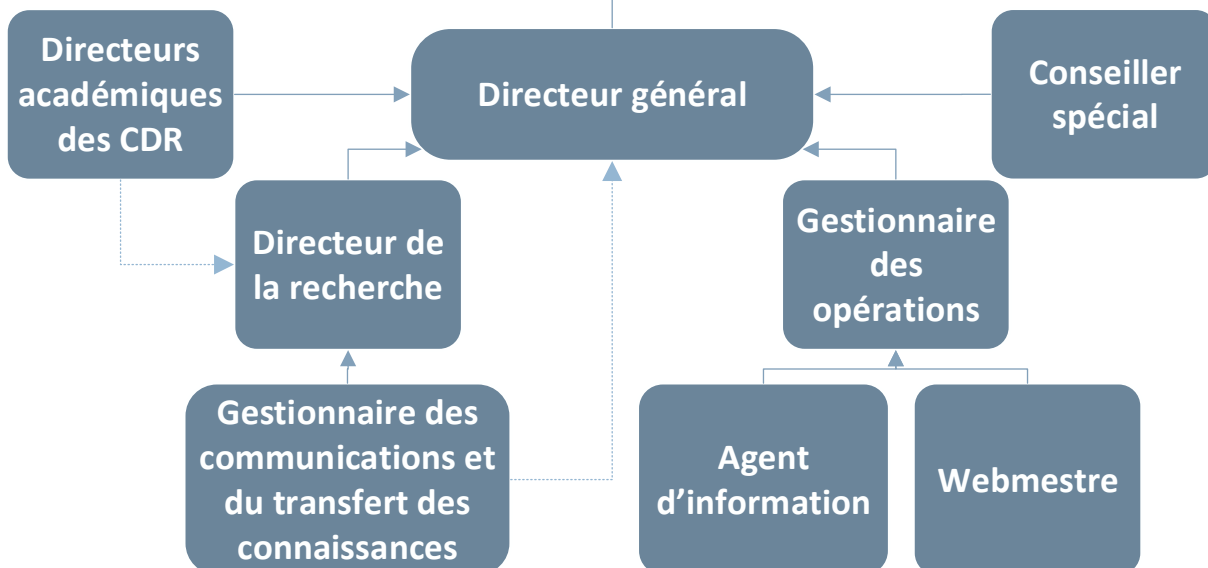 Directeurs
académiques
des CDR
Directeur général
Conseiller
spécial
Directeur de
la recherche
Gestionnaire
des
opérations
Gestionnaire des
communications et
du transfert des
connaissances
Agent
d’information
Webmestre